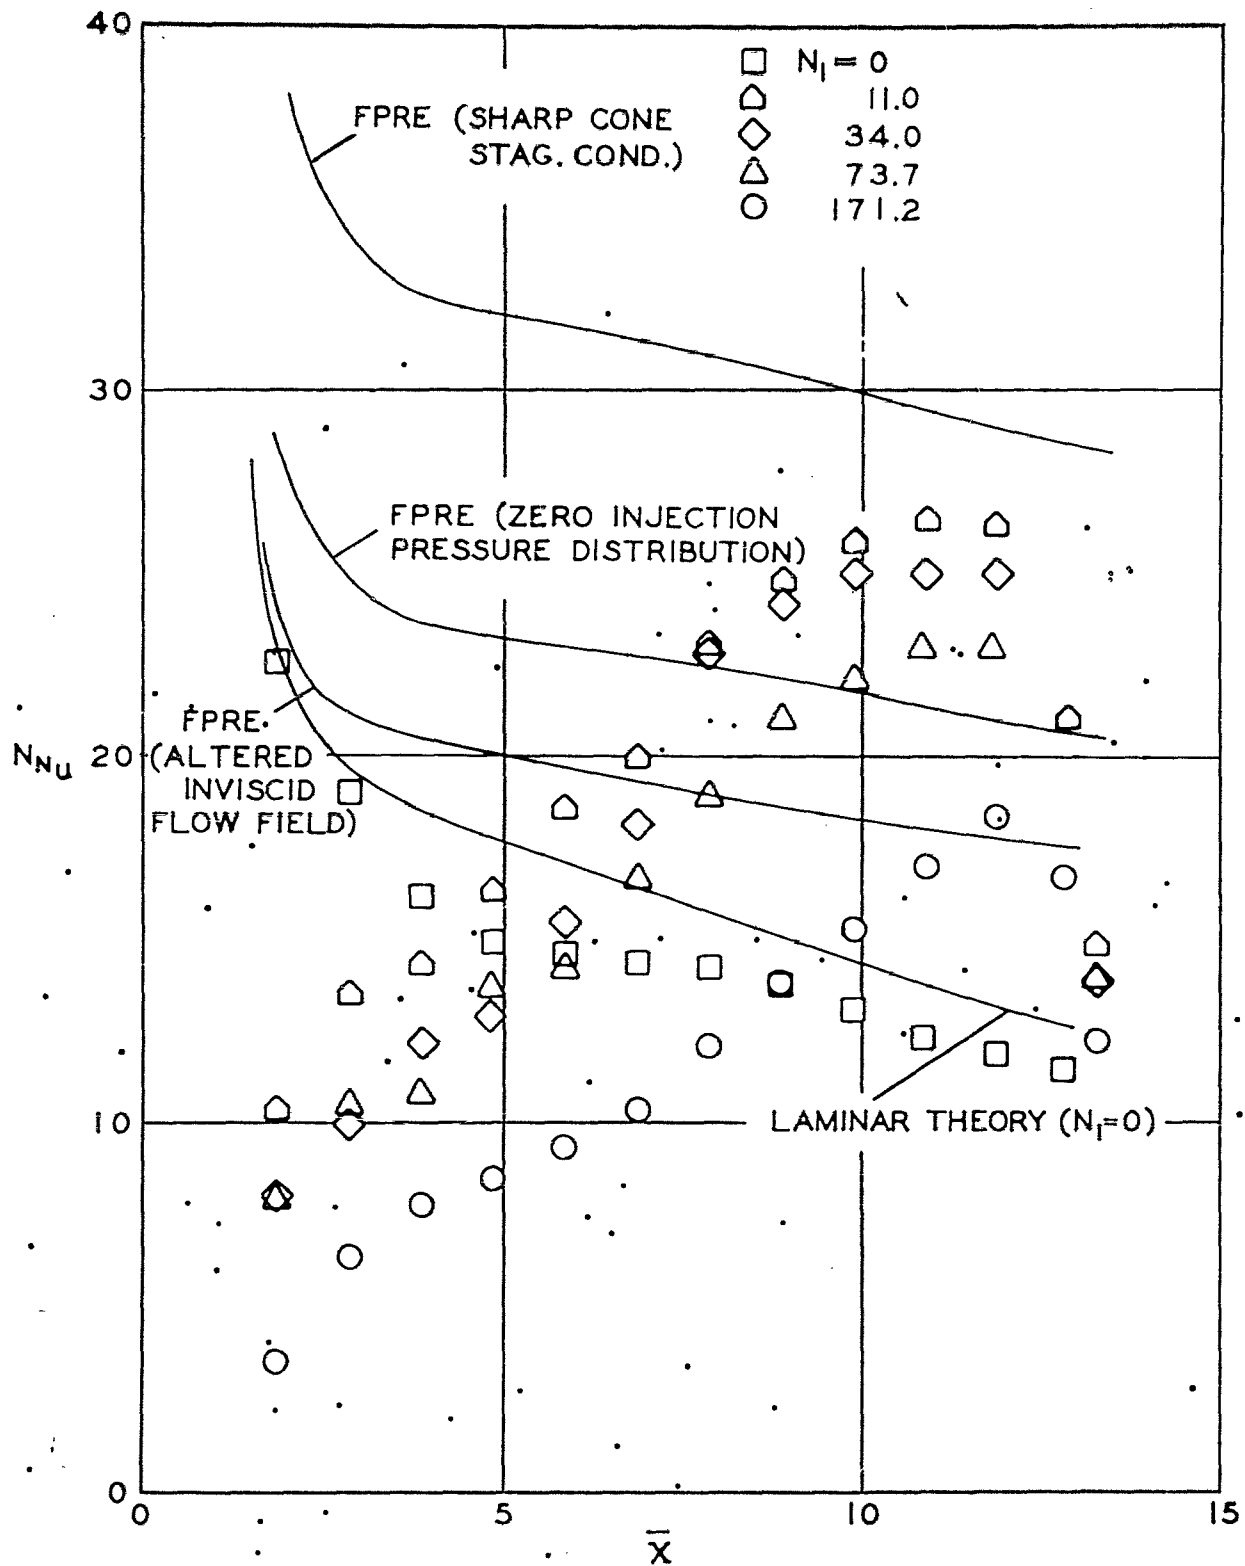 40
□ N₁ = 0
11.0
34.0
73.7
171.2
FPRE (SHARP CONE
STAG. COND.)
30
FPRE (ZERO INJECTION
PRESSURE DISTRIBUTION)
FPRE
(ALTERED
INVISCID
FLOW FIELD)
N_Nu
20
10
LAMINAR THEORY (N₁=0)
0
0 5 10 15
X̄